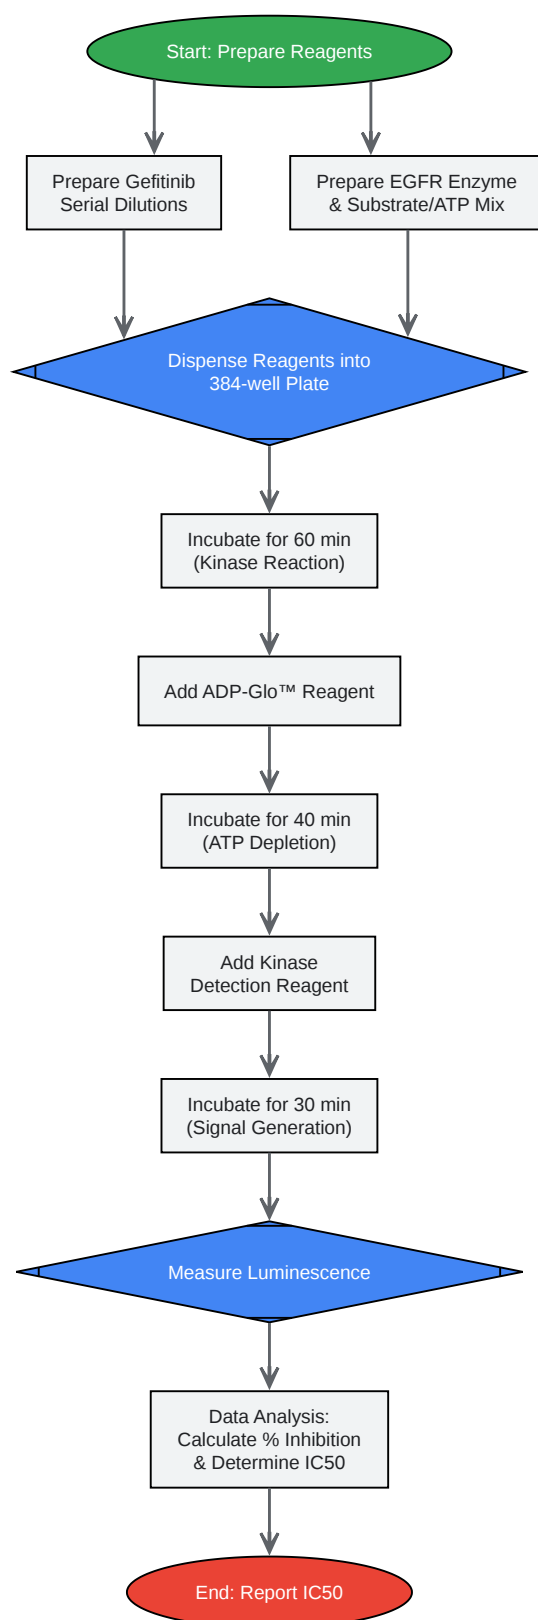 Start: Prepare Reagents
Prepare Gefitinib
Serial Dilutions
Prepare EGFR Enzyme
& Substrate/ATP Mix
Dispense Reagents into
384-well Plate
Incubate for 60 min
(Kinase Reaction)
Add ADP-Glo™ Reagent
Incubate for 40 min
(ATP Depletion)
Add Kinase
Detection Reagent
Incubate for 30 min
(Signal Generation)
Measure Luminescence
Data Analysis:
Calculate % Inhibition
& Determine IC50
End: Report IC50